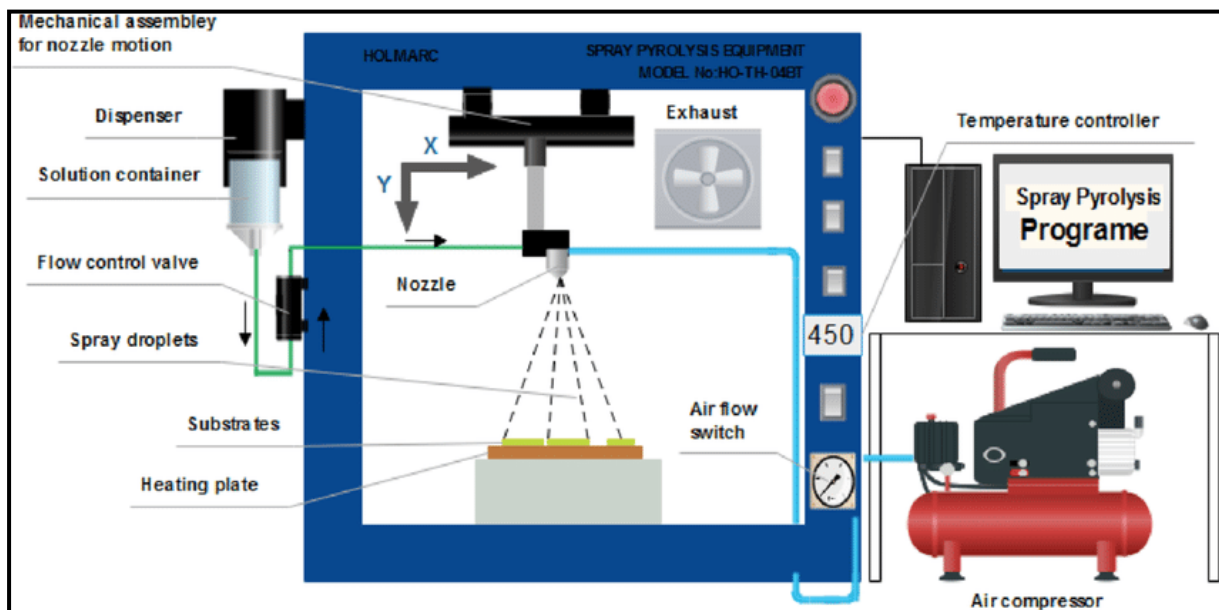 Mechanical assembley
for nozzle motion
HOLMARC
SPRAY PYROLYSIS EQUIPMENT
MODEL No:HO-TH-04BT
Dispenser
Exhaust
Temperature controller
X
Solution container
Y
Spray Pyrolysis
Programe
Flow control valve
Nozzle
450
Spray droplets
Air flow
switch
Substrates
Heating plate
Air compressor